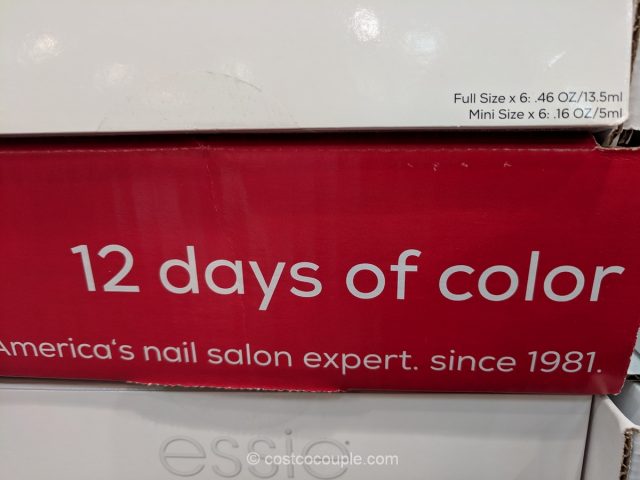 Full Size x 6: .46 OZ/13.5ml
Mini Size x 6: .16 OZ/5ml
12 days of color
America's nail salon expert. since 1981.
essie
© costcocouple.com